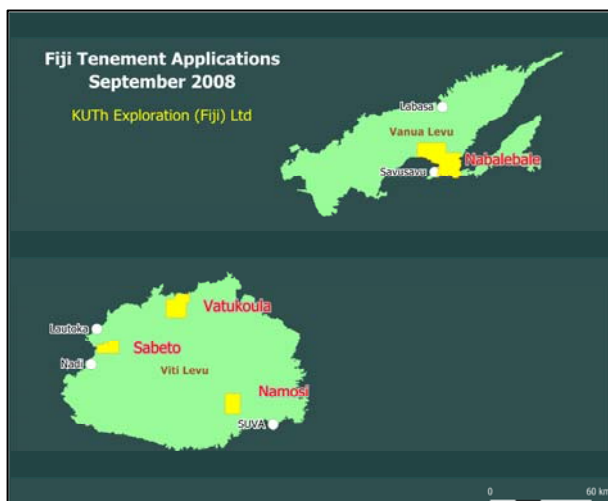 Fiji Tenement Applications
September 2008
KUTh Exploration (Fiji) Ltd
Labasa
Vanua Levu
Nabalebale
Savusavu
Vatukoula
Lautoka
Sabeto
Nadi
Viti Levu
Namosi
SUVA
0 60 km